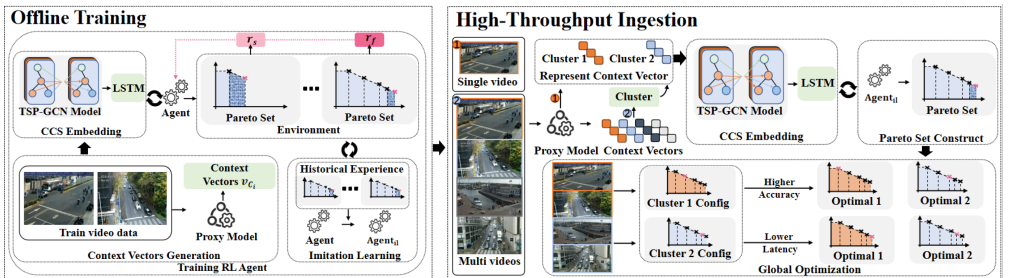 Offline Training
r_s
r_f
TSP-GCN Model
LSTM
CCS Embedding
Agent
Pareto Set
Pareto Set
Environment
Train video data
Context
Vectors v_{c_i}
Proxy Model
Context Vectors Generation
Historical Experience
Agent
Agent_{il}
Imitation Learning
Training RL Agent
High-Throughput Ingestion
1
Single video
2
Multi videos
Cluster 1
Cluster 2
Represent Context Vector
1
Cluster
2
Proxy Model
Context Vectors
TSP-GCN Model
LSTM
CCS Embedding
Agent_{il}
Pareto Set
Pareto Set Construct
Cluster 1 Config
Higher
Accuracy
Optimal 1
Optimal 2
Cluster 2 Config
Lower
Latency
Optimal 1
Optimal 2
Global Optimization